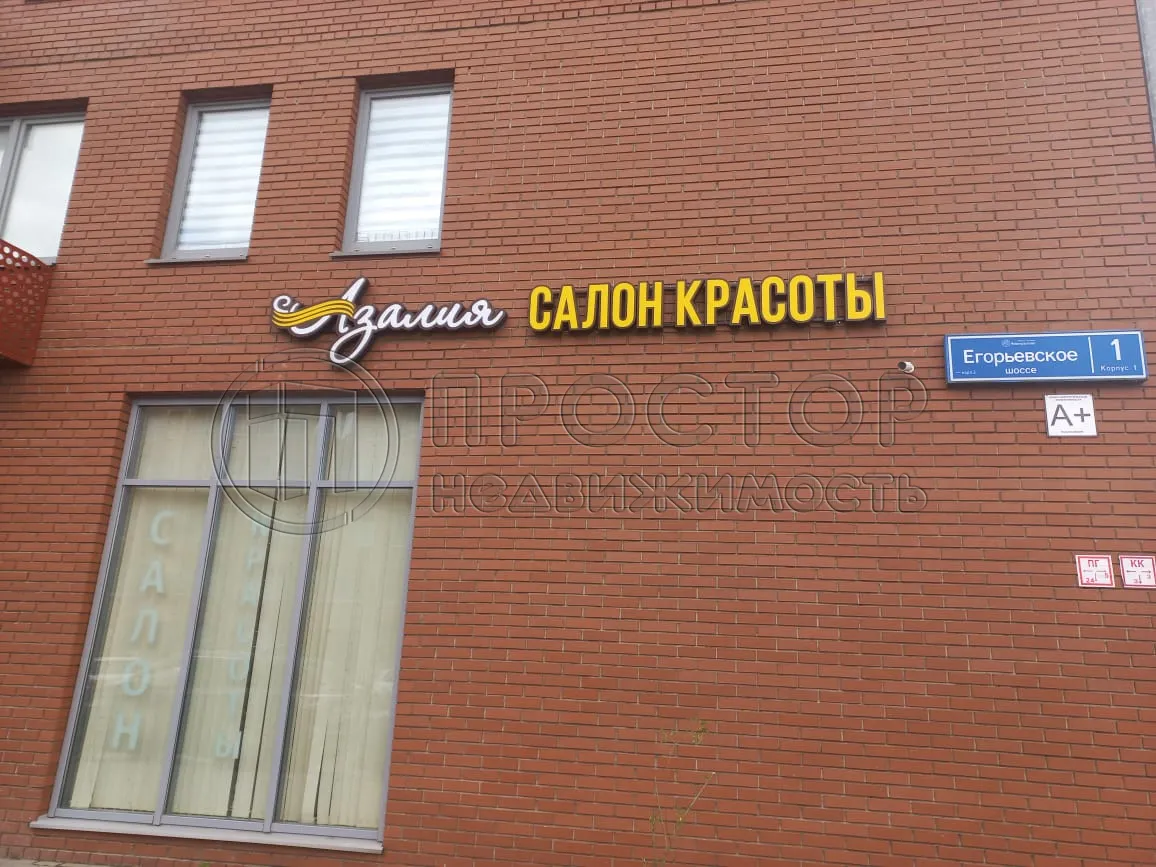 Азалия САЛОН КРАСОТЫ
Егорьевское
шоссе
1
Корпус 1
A+
ПРОСТОР
НЕДВИЖИМОСТЬ
САЛОН
КРАСОТЫ
ПГ
КК